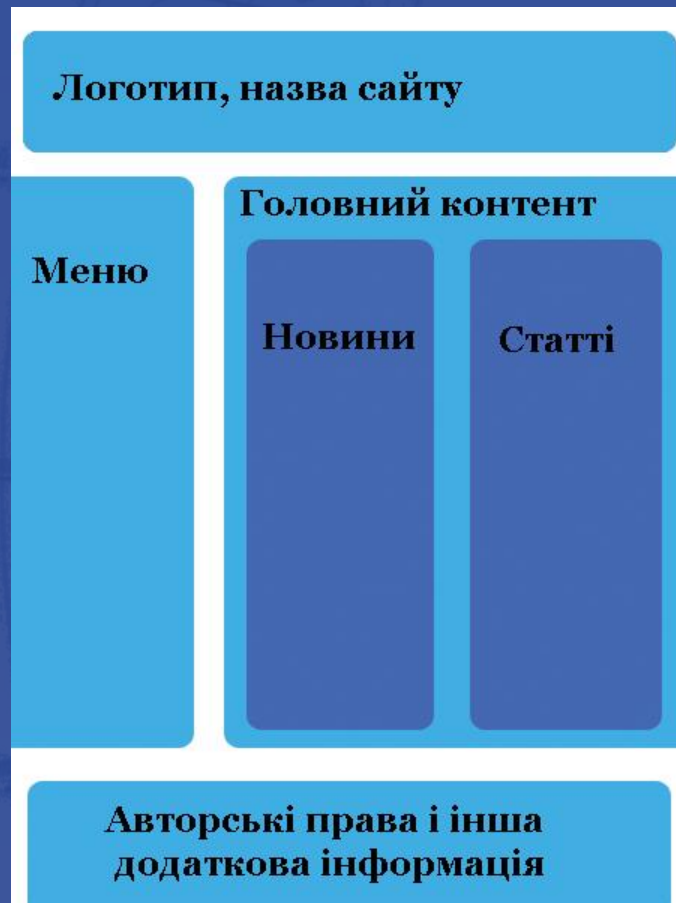 Логотип, назва сайту
Меню
Головний контент
Новини
Статті
Авторські права і інша
додаткова інформація